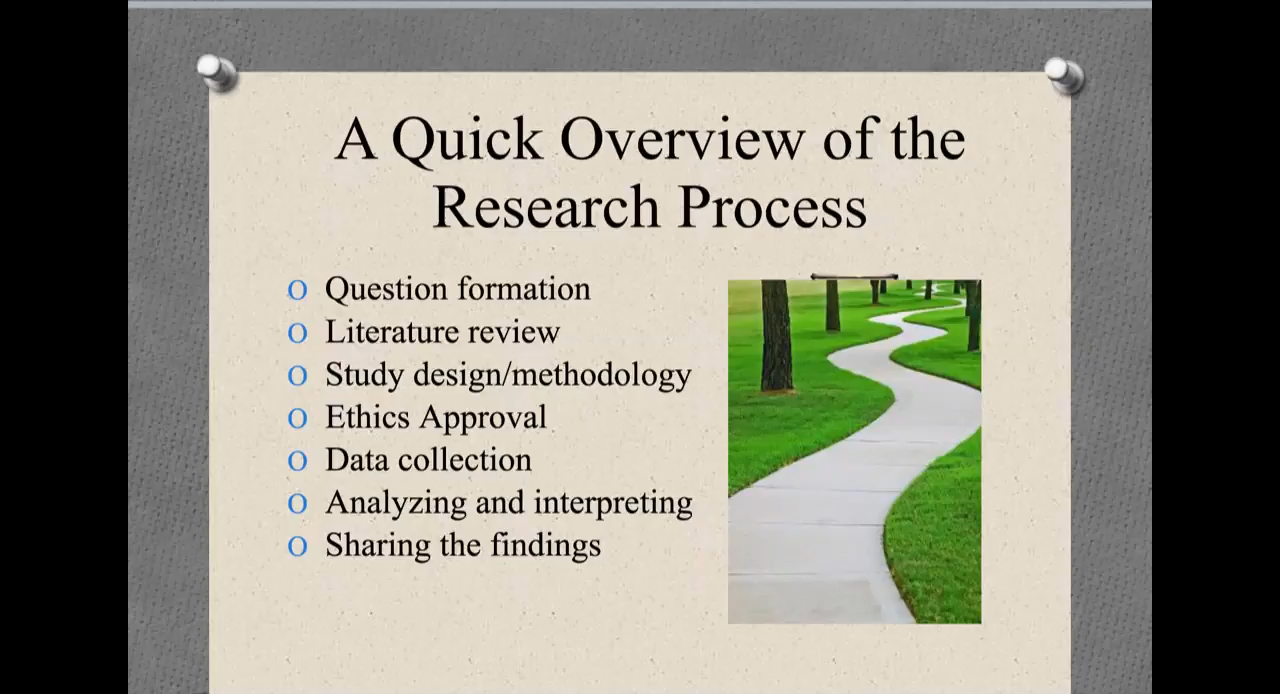 A Quick Overview of the
Research Process
O Question formation
O Literature review
O Study design/methodology
O Ethics Approval
O Data collection
O Analyzing and interpreting
O Sharing the findings